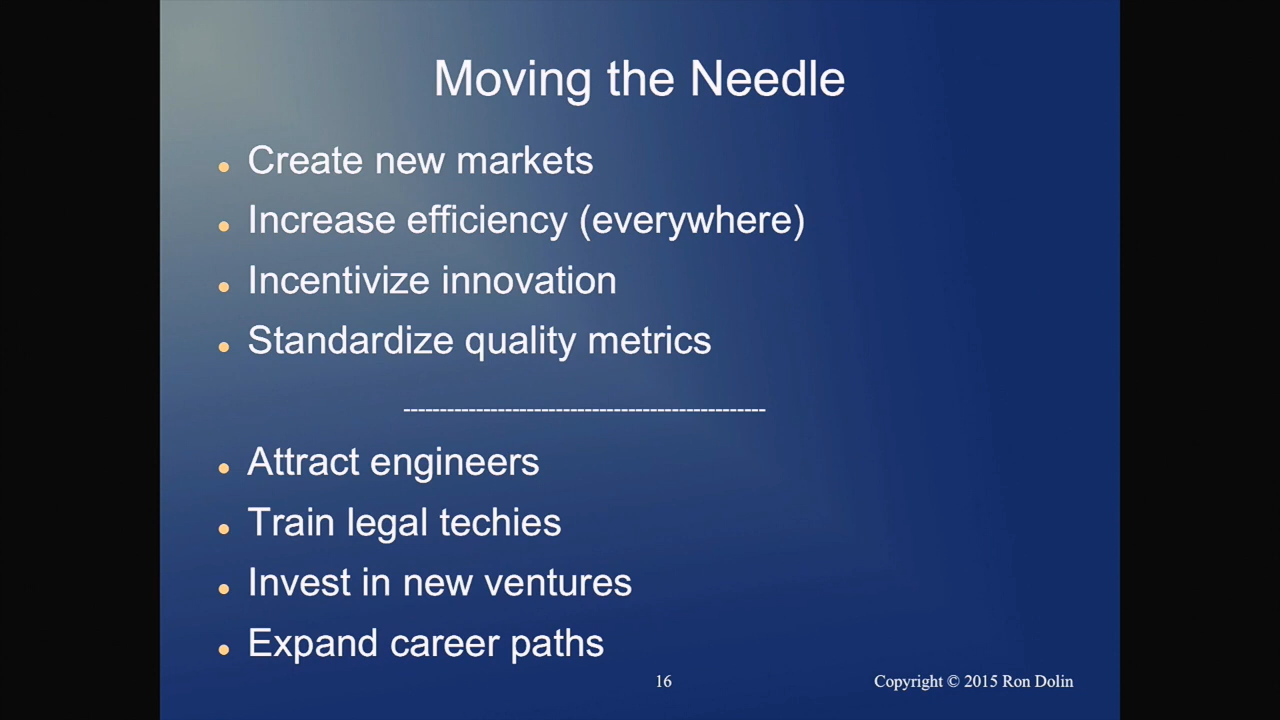 Moving the Needle
Create new markets
Increase efficiency (everywhere)
Incentivize innovation
Standardize quality metrics
--------------------------------------------------
Attract engineers
Train legal techies
Invest in new ventures
Expand career paths
16
Copyright © 2015 Ron Dolin